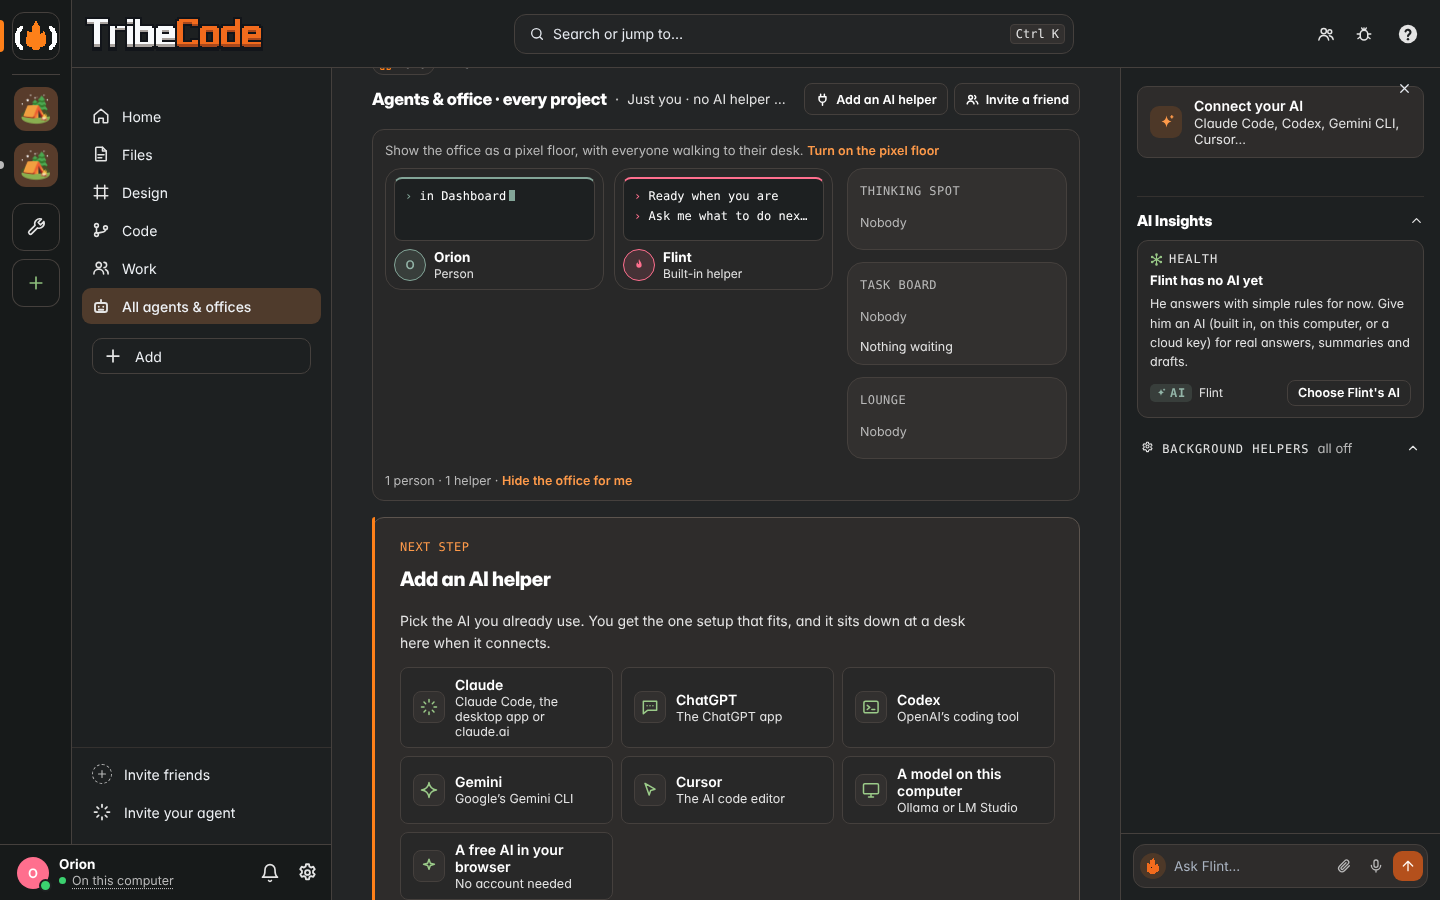 TribeCode
Search or jump to...
Ctrl K
Home
Files
Design
Code
Work
All agents & offices
Add
Invite friends
Invite your agent
O
Orion
On this computer
Agents & office · every project · Just you · no AI helper ...
Add an AI helper
Invite a friend
Show the office as a pixel floor, with everyone walking to their desk. Turn on the pixel floor
› in Dashboard
O
Orion
Person
› Ready when you are
› Ask me what to do nex…
Flint
Built-in helper
THINKING SPOT
Nobody
TASK BOARD
Nobody
Nothing waiting
LOUNGE
Nobody
1 person · 1 helper · Hide the office for me
NEXT STEP
Add an AI helper
Pick the AI you already use. You get the one setup that fits, and it sits down at a desk
here when it connects.
Claude
Claude Code, the
desktop app or
claude.ai
ChatGPT
The ChatGPT app
Codex
OpenAI's coding tool
Gemini
Google's Gemini CLI
Cursor
The AI code editor
A model on this
computer
Ollama or LM Studio
A free AI in your
browser
No account needed
Connect your AI
Claude Code, Codex, Gemini CLI,
Cursor...
AI Insights
HEALTH
Flint has no AI yet
He answers with simple rules for now. Give
him an AI (built in, on this computer, or a
cloud key) for real answers, summaries and
drafts.
AI
Flint
Choose Flint's AI
BACKGROUND HELPERS all off
Ask Flint...